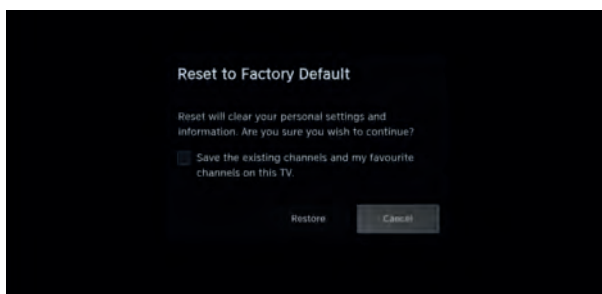 Reset to Factory Default
Reset will clear your personal settings and
information. Are you sure you wish to continue?
Save the existing channels and my favourite
channels on this TV.
Restore
Cancel